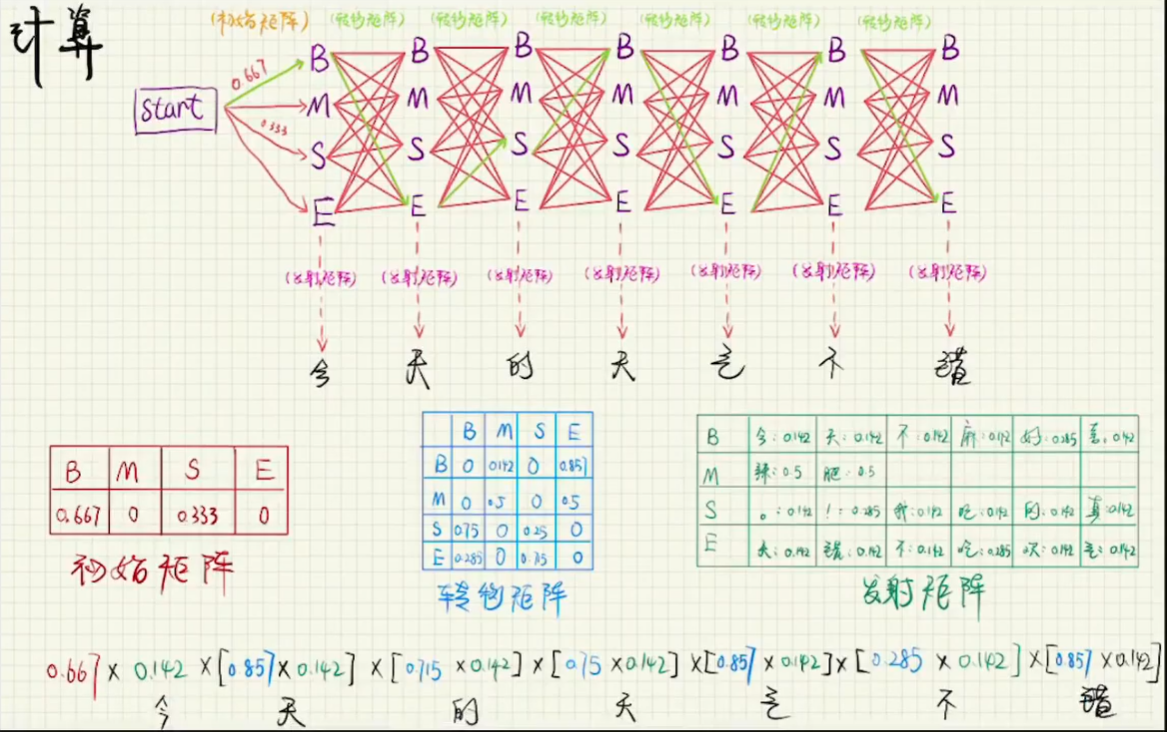 计算
(初始矩阵) (转移矩阵) (转移矩阵) (转移矩阵) (转移矩阵) (转移矩阵) (转移矩阵)
start
0.667
0.333
B B B B B B B
M M M M M M M
S S S S S S S
E E E E E E E
(发射矩阵) (发射矩阵) (发射矩阵) (发射矩阵) (发射矩阵) (发射矩阵) (发射矩阵)
今 天 的 天 气 不 错
B M S E
0.667 0 0.333 0
初始矩阵
B M S E
B 0 0.142 0 0.857
M 0 0.5 0 0.5
S 0.75 0 0.25 0
E 0.285 0 0.715 0
转移矩阵
B 今:0.142 天:0.142 不:0.142 麻:0.142 好:0.285
M 辣:0.5 肥:0.5
S 。:0.142 !:0.285 我:0.142 吃:0.142 的:0.142 真:0.142
E 天:0.142 错:0.142 不:0.142 吃:0.285 气:0.142
发射矩阵
0.667 × 0.142 × [0.857 × 0.142] × [0.715 × 0.142] × [0.75 × 0.142] × [0.857 × 0.142] × [0.285 × 0.142] × [0.857 × 0.142]
今 天 的 天 气 不 错